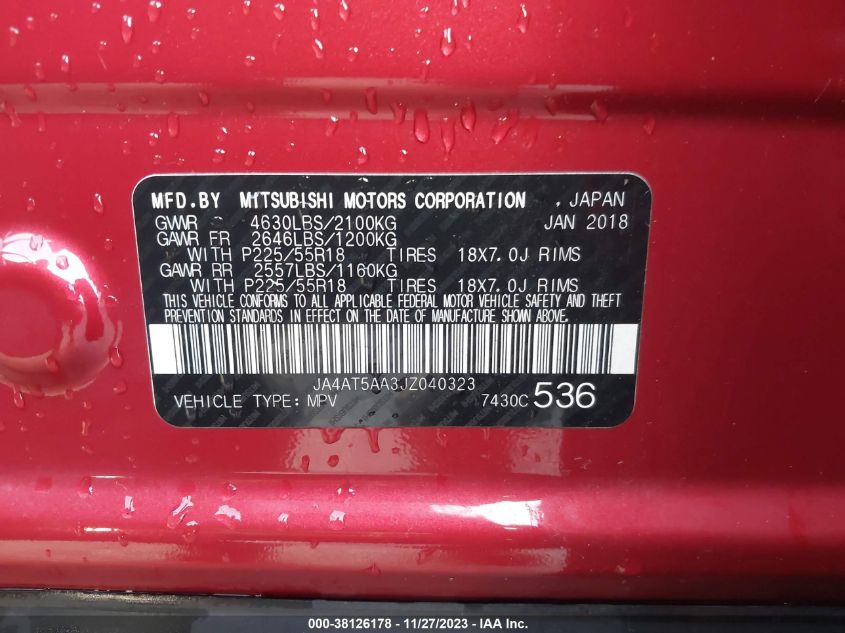 MFD.BY MITSUBISHI MOTORS CORPORATION , JAPAN
GVWR 4630LBS/2100KG JAN 2018
GAWR FR 2646LBS/1200KG
WITH P225/55R18 TIRES 18X7.0J RIMS
GAWR RR 2557LBS/1160KG
WITH P225/55R18 TIRES 18X7.0J RIMS
THIS VEHICLE CONFORMS TO ALL APPLICABLE FEDERAL MOTOR VEHICLE SAFETY AND THEFT
PREVENTION STANDARDS IN EFFECT ON THE DATE OF MANUFACTURE SHOWN ABOVE.
JA4AT5AA3JZ040323
VEHICLE TYPE: MPV 7430C 536
000-38126178 - 11/27/2023 - IAA Inc.